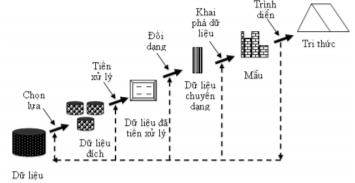 Trình
diễn
Khai
phá dữ
liệu
Tri thức
Đổi
dạng
Mẫu
Tiền
xử lý
Dữ liệu
chuyển
dạng
Chọn
lựa
Dữ liệu đã
tiền xử lý
Dữ liệu
đích
Dữ liệu